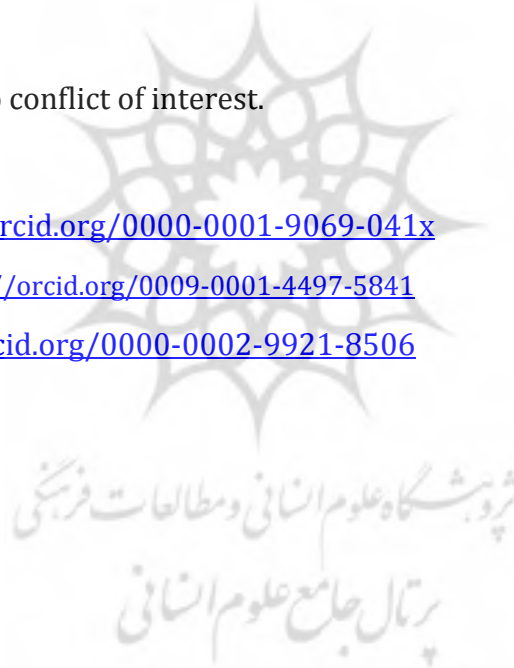 conflict of interest.
rcid.org/0000-0001-9069-041x
//orcid.org/0009-0001-4497-5841
cid.org/0000-0002-9921-8506
پژوهشگاه علوم انسانی و مطالعات فرهنگی
پرتال جامع علوم انسانی